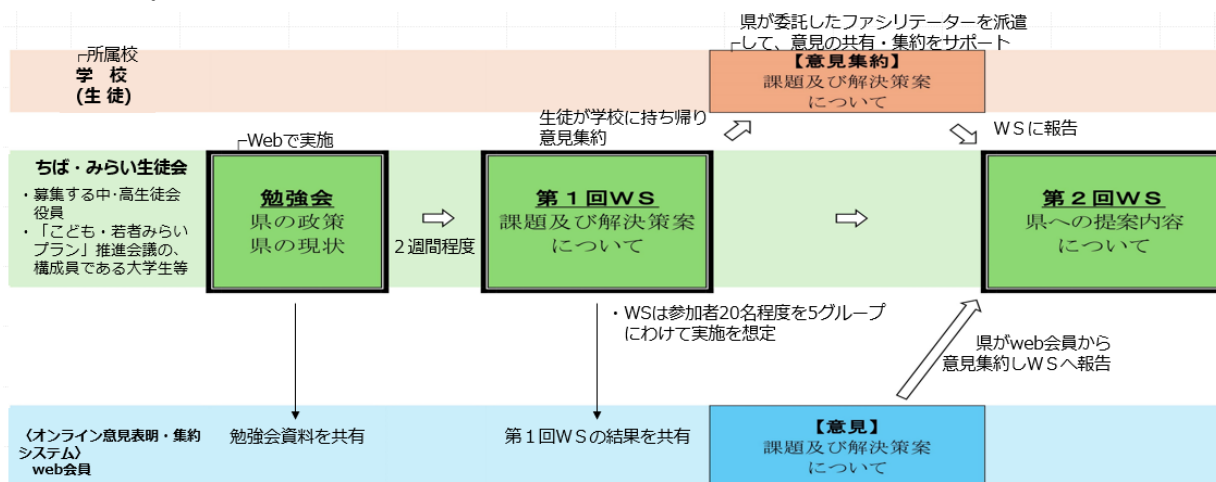 県が委託したファシリテーターを派遣
して、意見の共有・集約をサポート
┌所属校
学　校
(生徒)
【意見集約】
課題及び解決策案
について
生徒が学校に持ち帰り
意見集約
WSに報告
┌Webで実施
ちば・みらい生徒会
・募集する中・高生徒会
役員
・「こども・若者みらい
プラン」推進会議の、
構成員である大学生等
勉強会
県の政策
県の現状
２週間程度
第１回WS
課題及び解決策案
について
第２回WS
県への提案内容
について
・WSは参加者20名程度を5グループ
にわけて実施を想定
県がweb会員から
意見集約しＷＳへ報告
〈オンライン意見表明・集約
システム〉
web会員
勉強会資料を共有
第１回ＷＳの結果を共有
【意見】
課題及び解決策案
について